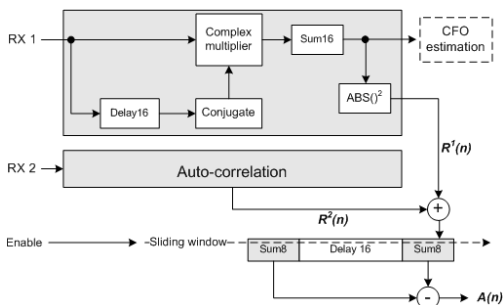 RX 1
Complex
multiplier
Sum16
CFO
estimation
Delay16
Conjugate
ABS()²
R¹(n)
RX 2
Auto-correlation
R²(n)
+
Enable
Sliding window
Sum8
Delay 16
Sum8
-
A(n)